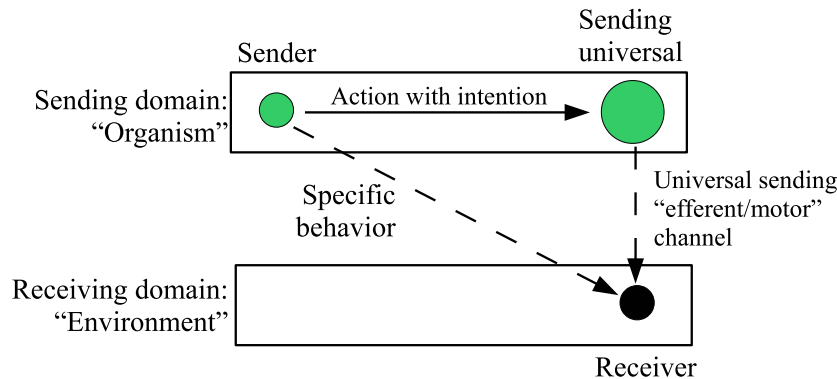 Sending
universal
Sender
Sending domain:
“Organism”
Action with intention
Specific
behavior
Universal sending
“efferent/motor”
channel
Receiving domain:
“Environment”
Receiver